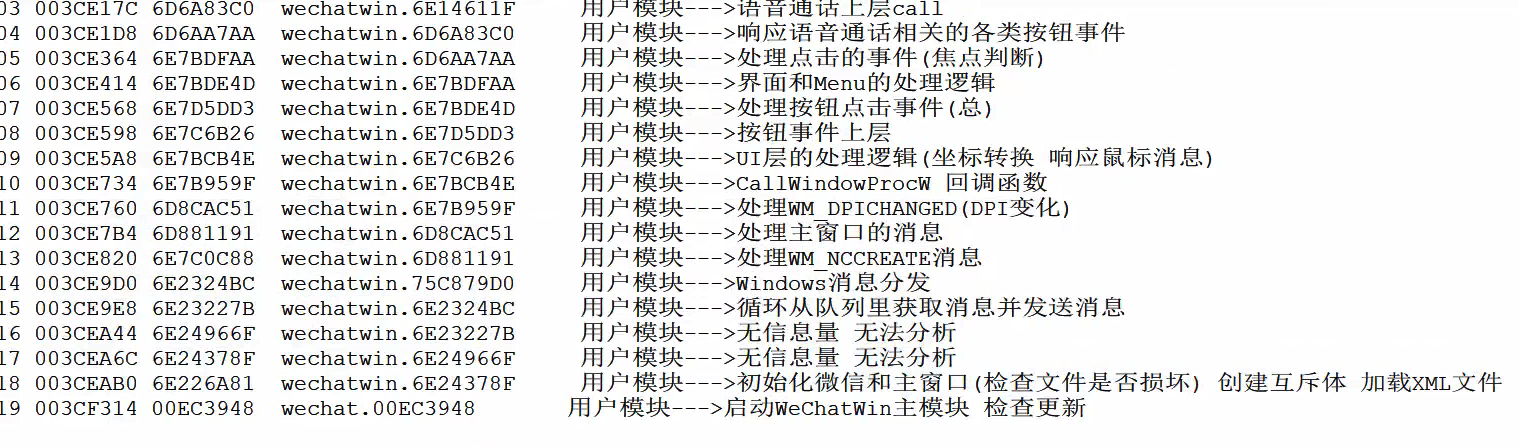 03 003CE17C 6D6A83C0 wechatwin.6E14611F 用户模块--->语音通话上层call
04 003CE1D8 6D6AA7AA wechatwin.6D6A83C0 用户模块--->响应语音通话相关的各类按钮事件
05 003CE364 6E7BDFAA wechatwin.6D6AA7AA 用户模块--->处理点击的事件(焦点判断)
06 003CE414 6E7BDE4D wechatwin.6E7BDFAA 用户模块--->界面和Menu的处理逻辑
07 003CE568 6E7D5DD3 wechatwin.6E7BDE4D 用户模块--->处理按钮点击事件(总)
08 003CE598 6E7C6B26 wechatwin.6E7D5DD3 用户模块--->按钮事件上层
09 003CE5A8 6E7BCB4E wechatwin.6E7C6B26 用户模块--->UI层的处理逻辑(坐标转换 响应鼠标消息)
10 003CE734 6E7B959F wechatwin.6E7BCB4E 用户模块--->CallWindowProcW 回调函数
11 003CE760 6D8CAC51 wechatwin.6E7B959F 用户模块--->处理WM_DPICHANGED(DPI变化)
12 003CE7B4 6D881191 wechatwin.6D8CAC51 用户模块--->处理主窗口的消息
13 003CE820 6E7C0C88 wechatwin.6D881191 用户模块--->处理WM_NCCREATE消息
14 003CE9D0 6E2324BC wechatwin.75C879D0 用户模块--->Windows消息分发
15 003CE9E8 6E23227B wechatwin.6E2324BC 用户模块--->循环从队列里获取消息并发送消息
16 003CEA44 6E24966F wechatwin.6E23227B 用户模块--->无信息量 无法分析
17 003CEA6C 6E24378F wechatwin.6E24966F 用户模块--->无信息量 无法分析
18 003CEAB0 6E226A81 wechatwin.6E24378F 用户模块--->初始化微信和主窗口(检查文件是否损坏) 创建互斥体 加载XML文件
19 003CF314 00EC3948 wechat.00EC3948 用户模块--->启动WeChatWin主模块 检查更新